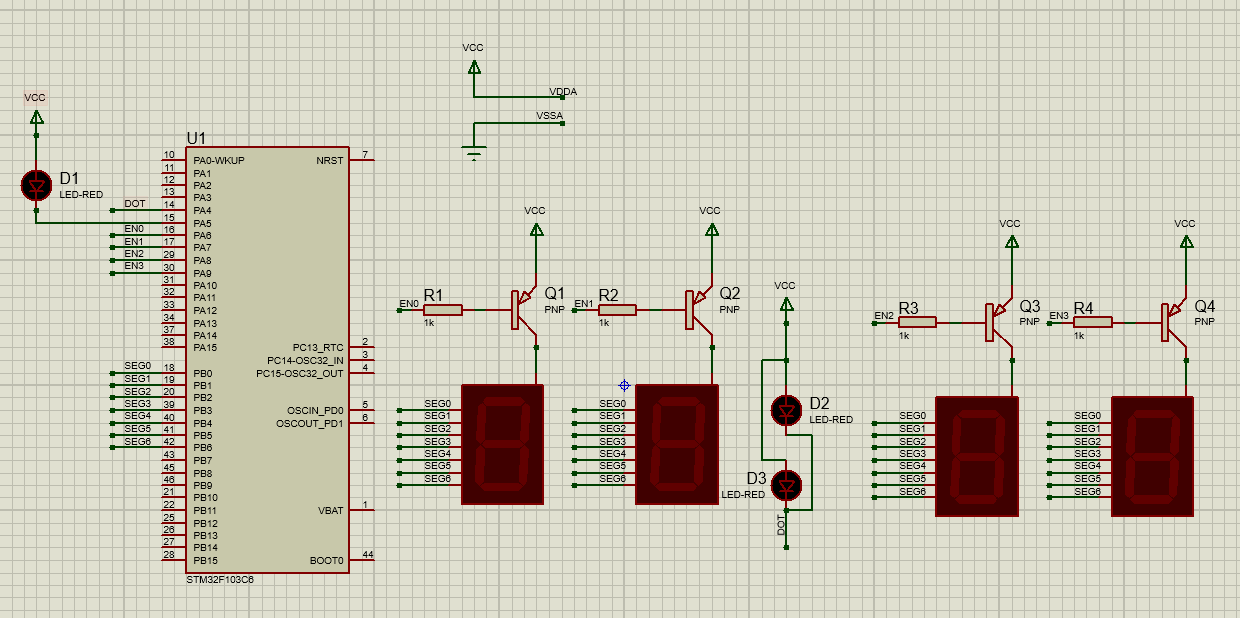 VCC
VDDA
VSSA
VCC
D1
LED-RED
U1
10 PA0-WKUP
11 PA1
12 PA2
13 PA3
DOT 14 PA4
15 PA5
EN0 16 PA6
EN1 17 PA7
EN2 29 PA8
EN3 30 PA9
31 PA10
32 PA11
33 PA12
34 PA13
37 PA14
38 PA15
SEG0 18 PB0
SEG1 19 PB1
SEG2 20 PB2
SEG3 39 PB3
SEG4 40 PB4
SEG5 41 PB5
SEG6 42 PB6
43 PB7
45 PB8
46 PB9
21 PB10
22 PB11
25 PB12
26 PB13
27 PB14
28 PB15
NRST 7
PC13_RTC 2
PC14-OSC32_IN 3
PC15-OSC32_OUT 4
OSCIN_PD0 5
OSCOUT_PD1 6
VBAT 1
BOOT0 44
STM32F103C6
VCC
EN0
R1
1k
Q1
PNP
SEG0
SEG1
SEG2
SEG3
SEG4
SEG5
SEG6
VCC
EN1
R2
1k
Q2
PNP
SEG0
SEG1
SEG2
SEG3
SEG4
SEG5
SEG6
VCC
D2
LED-RED
D3
LED-RED
DOT
VCC
EN2
R3
1k
Q3
PNP
SEG0
SEG1
SEG2
SEG3
SEG4
SEG5
SEG6
VCC
EN3
R4
1k
Q4
PNP
SEG0
SEG1
SEG2
SEG3
SEG4
SEG5
SEG6